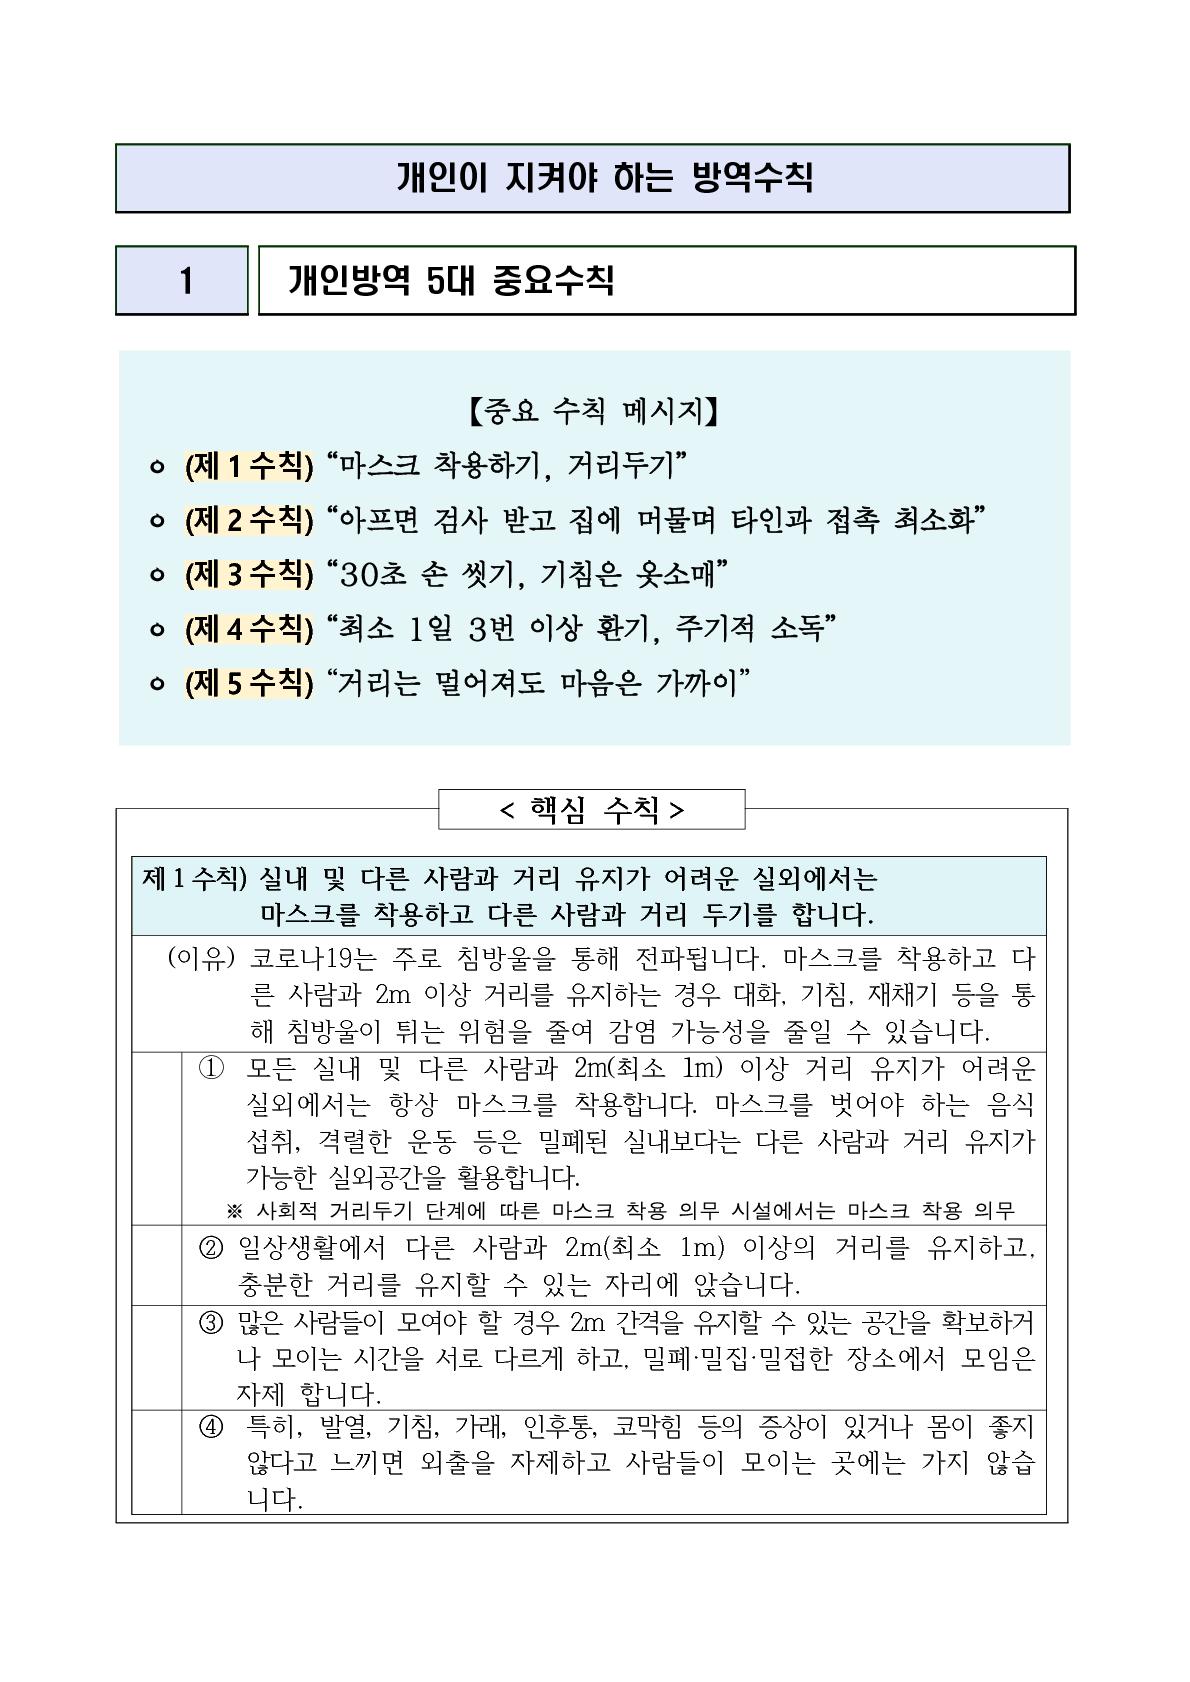 개인이 지켜야 하는 방역수칙
1
개인방역 5대 중요수칙
【중요 수칙 메시지】
ㅇ (제1수칙) “마스크 착용하기, 거리두기”
ㅇ (제2수칙) “아프면 검사 받고 집에 머물며 타인과 접촉 최소화”
ㅇ (제3수칙) “30초 손 씻기, 기침은 옷소매”
ㅇ (제4수칙) “최소 1일 3번 이상 환기, 주기적 소독”
ㅇ (제5수칙) “거리는 멀어져도 마음은 가까이”
< 핵심 수칙 >
제1수칙) 실내 및 다른 사람과 거리 유지가 어려운 실외에서는
마스크를 착용하고 다른 사람과 거리 두기를 합니다.
(이유) 코로나19는 주로 침방울을 통해 전파됩니다. 마스크를 착용하고 다
른 사람과 2m 이상 거리를 유지하는 경우 대화, 기침, 재채기 등을 통
해 침방울이 튀는 위험을 줄여 감염 가능성을 줄일 수 있습니다.
① 모든 실내 및 다른 사람과 2m(최소 1m) 이상 거리 유지가 어려운
실외에서는 항상 마스크를 착용합니다. 마스크를 벗어야 하는 음식
섭취, 격렬한 운동 등은 밀폐된 실내보다는 다른 사람과 거리 유지가
가능한 실외공간을 활용합니다.
※ 사회적 거리두기 단계에 따른 마스크 착용 의무 시설에서는 마스크 착용 의무
② 일상생활에서 다른 사람과 2m(최소 1m) 이상의 거리를 유지하고,
충분한 거리를 유지할 수 있는 자리에 앉습니다.
③ 많은 사람들이 모여야 할 경우 2m 간격을 유지할 수 있는 공간을 확보하거
나 모이는 시간을 서로 다르게 하고, 밀폐·밀집·밀접한 장소에서 모임은
자제 합니다.
④ 특히, 발열, 기침, 가래, 인후통, 코막힘 등의 증상이 있거나 몸이 좋지
않다고 느끼면 외출을 자제하고 사람들이 모이는 곳에는 가지 않습
니다.